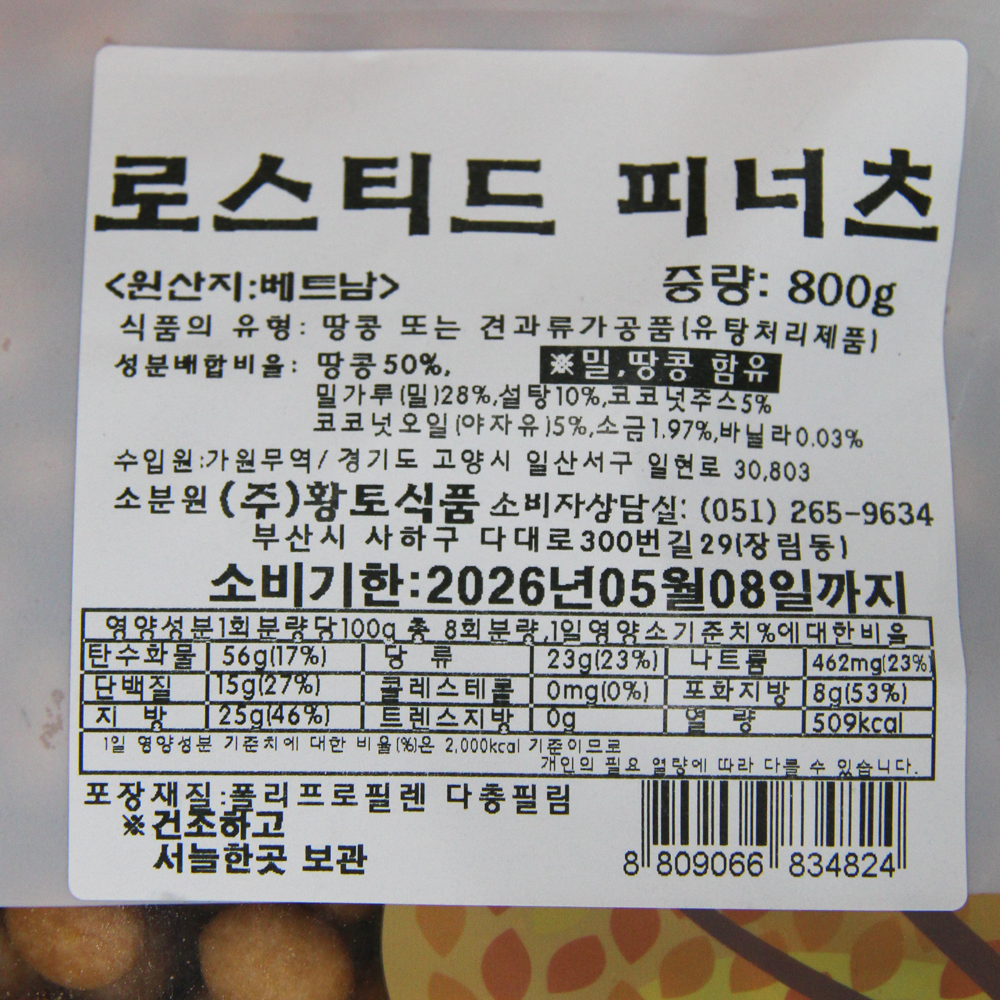 로스티드 피너츠
<원산지:베트남> 중량: 800g
식품의 유형: 땅콩 또는 견과류가공품(유탕처리제품)
성분배합비율: 땅콩50%, ※밀,땅콩 함유
밀가루(밀)28%,설탕10%,코코넛주스5%
코코넛오일(야자유)5%,소금1.97%,바닐라0.03%
수입원:가원무역/ 경기도 고양시 일산서구 일현로 30,803
소분원 (주)황토식품 소비자상담실: (051) 265-9634
부산시 사하구 다대로300번길29(장림동)
소비기한:2026년05월08일까지
영양성분1회분량당100g 총 8회분량,1일영양소기준치%에대한비율
탄수화물 56g(17%) 당 류 23g(23%) 나트륨 462mg(23%)
단백질 15g(27%) 콜레스테롤 0mg(0%) 포화지방 8g(53%)
지 방 25g(46%) 트렌스지방 0g 열 량 509kcal
1일 영양성분 기준치에 대한 비율(%)은 2,000kcal 기준이므로
개인의 필요 열량에 따라 다를 수 있습니다.
포장재질:폴리프로필렌 다층필림
※건조하고
서늘한곳 보관
8 809066 834824